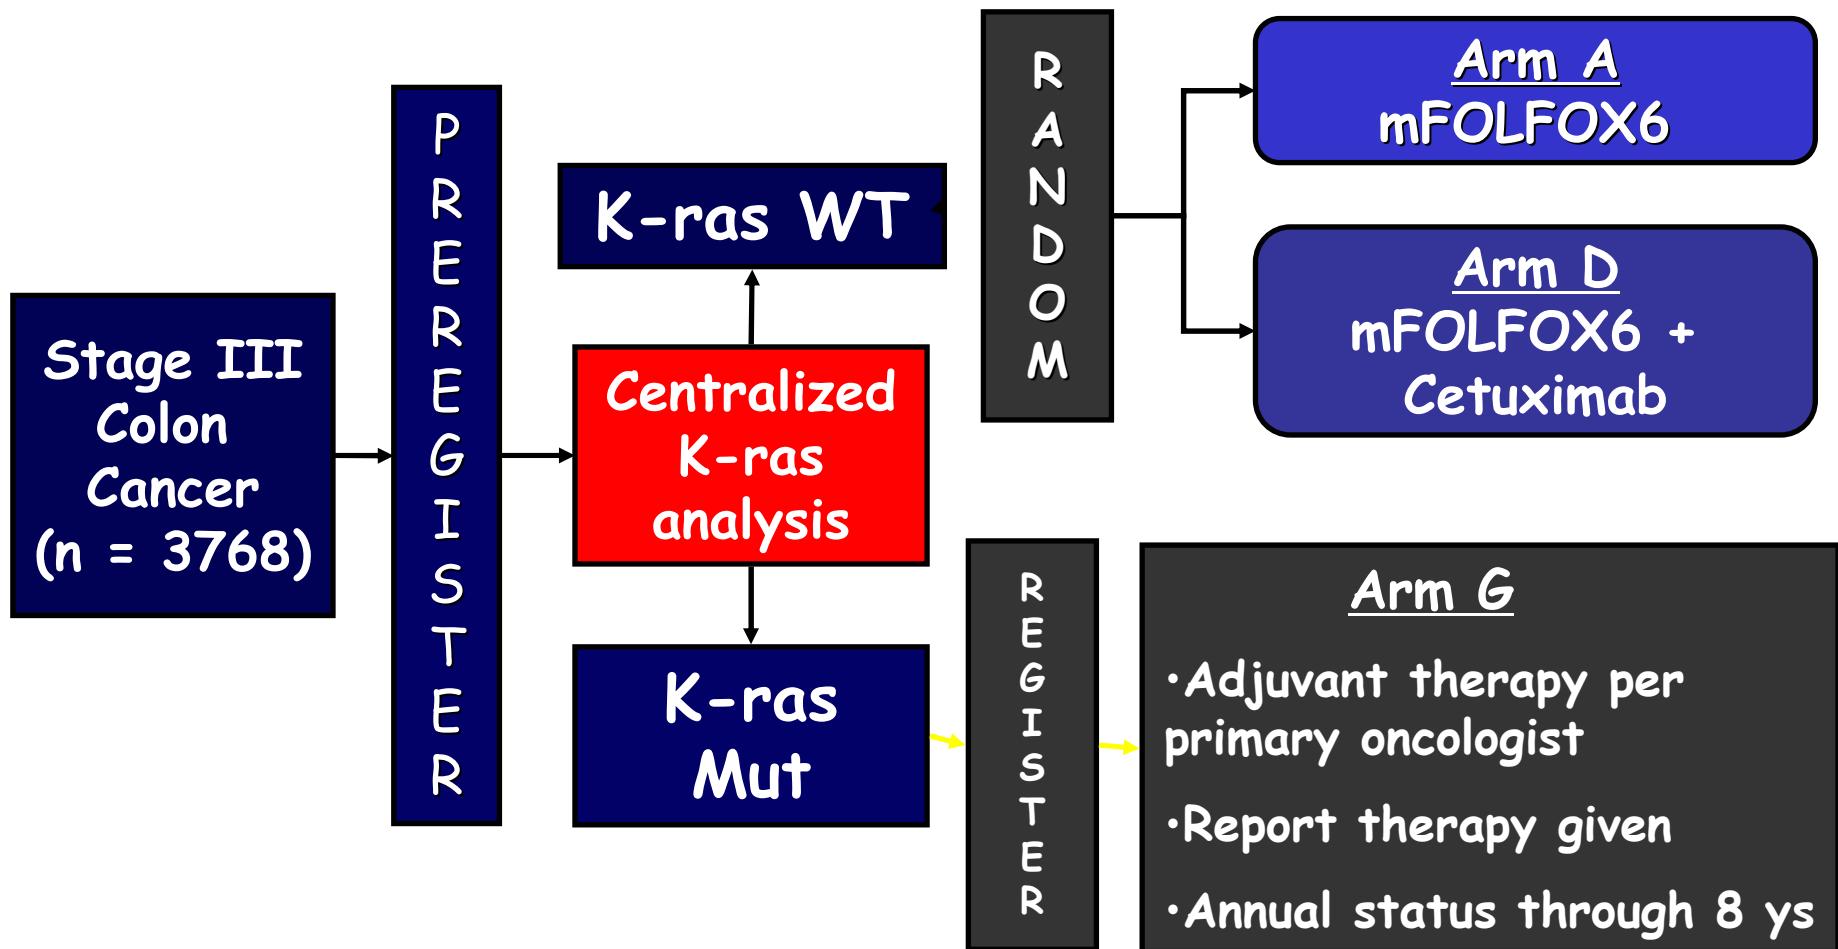 Stage III
Colon
Cancer
(n = 3768)
PREREGISTER
K-ras WT
Centralized
K-ras
analysis
K-ras
Mut
RANDOM
Arm A
mFOLFOX6
Arm D
mFOLFOX6 +
Cetuximab
REGISTER
Arm G
•Adjuvant therapy per
primary oncologist
•Report therapy given
•Annual status through 8 ys